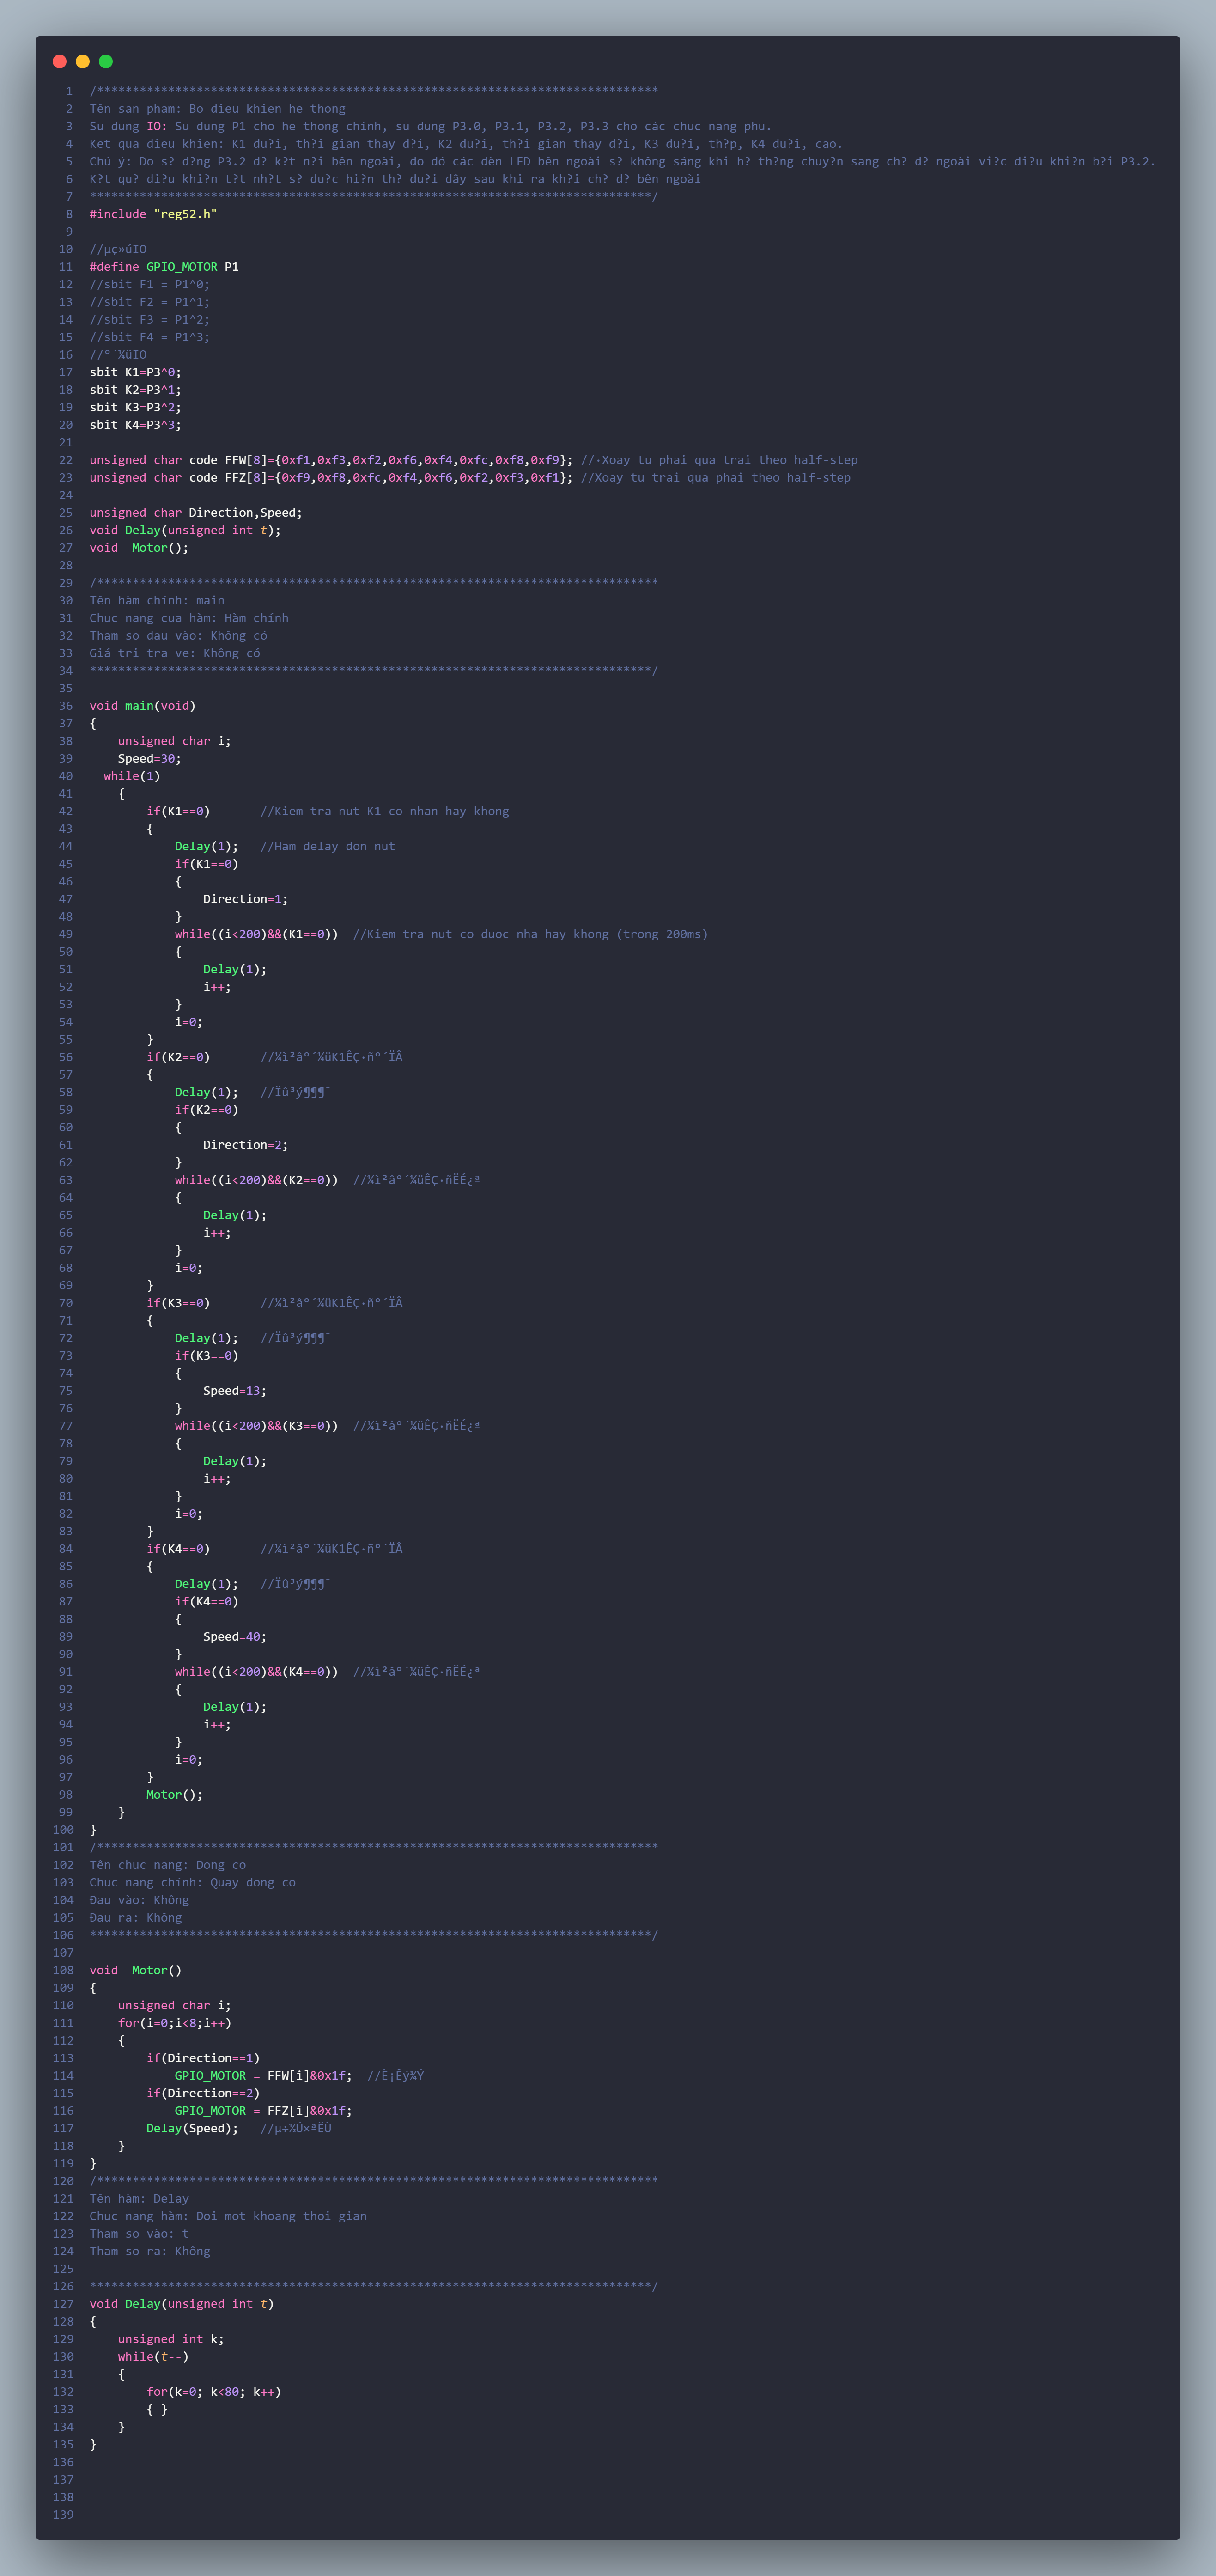 1 /*******************************************************************************
2 Tên san pham: Bo dieu khien he thong
3 Su dung IO: Su dung P1 cho he thong chính, su dung P3.0, P3.1, P3.2, P3.3 cho các chuc nang phu.
4 Ket qua dieu khien: K1 du?i, th?i gian thay d?i, K2 du?i, th?i gian thay d?i, K3 du?i, th?p, K4 du?i, cao.
5 Chú ý: Do s? d?ng P3.2 d? k?t n?i bên ngoài, do dó các dèn LED bên ngoài s? không sáng khi h? th?ng chuy?n sang ch? d? ngoài vi?c di?u khi?n b?i P3.2.
6 K?t qu? di?u khi?n t?t nh?t s? du?c hi?n th? du?i dây sau khi ra kh?i ch? d? bên ngoài
7 *******************************************************************************/
8 #include "reg52.h"
9
10 //µç»úIO
11 #define GPIO_MOTOR P1
12 //sbit F1 = P1^0;
13 //sbit F2 = P1^1;
14 //sbit F3 = P1^2;
15 //sbit F4 = P1^3;
16 //°´¼üIO
17 sbit K1=P3^0;
18 sbit K2=P3^1;
19 sbit K3=P3^2;
20 sbit K4=P3^3;
21
22 unsigned char code FFW[8]={0xf1,0xf3,0xf2,0xf6,0xf4,0xfc,0xf8,0xf9}; //·Xoay tu phai qua trai theo half-step
23 unsigned char code FFZ[8]={0xf9,0xf8,0xfc,0xf4,0xf6,0xf2,0xf3,0xf1}; //Xoay tu trai qua phai theo half-step
24
25 unsigned char Direction,Speed;
26 void Delay(unsigned int t);
27 void  Motor();
28
29 /*******************************************************************************
30 Tên hàm chính: main
31 Chuc nang cua hàm: Hàm chính
32 Tham so dau vào: Không có
33 Giá tri tra ve: Không có
34 *******************************************************************************/
35
36 void main(void)
37 {
38     unsigned char i;
39     Speed=30;
40   while(1)
41     {
42         if(K1==0)       //Kiem tra nut K1 co nhan hay khong
43         {
44             Delay(1);   //Ham delay don nut
45             if(K1==0)
46             {
47                 Direction=1;
48             }
49             while((i<200)&&(K1==0))  //Kiem tra nut co duoc nha hay khong (trong 200ms)
50             {
51                 Delay(1);
52                 i++;
53             }
54             i=0;
55         }
56         if(K2==0)       //¼ì²âº´¼üK1ÊÇ·ñº´ÏÂ
57         {
58             Delay(1);   //Ïû³ý¶¶¶¯
59             if(K2==0)
60             {
61                 Direction=2;
62             }
63             while((i<200)&&(K2==0))  //¼ì²âº´¼üÊÇ·ñËÉ¿ª
64             {
65                 Delay(1);
66                 i++;
67             }
68             i=0;
69         }
70         if(K3==0)       //¼ì²âº´¼üK1ÊÇ·ñº´ÏÂ
71         {
72             Delay(1);   //Ïû³ý¶¶¶¯
73             if(K3==0)
74             {
75                 Speed=13;
76             }
77             while((i<200)&&(K3==0))  //¼ì²âº´¼üÊÇ·ñËÉ¿ª
78             {
79                 Delay(1);
80                 i++;
81             }
82             i=0;
83         }
84         if(K4==0)       //¼ì²âº´¼üK1ÊÇ·ñº´ÏÂ
85         {
86             Delay(1);   //Ïû³ý¶¶¶¯
87             if(K4==0)
88             {
89                 Speed=40;
90             }
91             while((i<200)&&(K4==0))  //¼ì²âº´¼üÊÇ·ñËÉ¿ª
92             {
93                 Delay(1);
94                 i++;
95             }
96             i=0;
97         }
98         Motor();
99     }
100 }
101 /*******************************************************************************
102 Tên chuc nang: Dong co
103 Chuc nang chính: Quay dong co
104 Đau vào: Không
105 Đau ra: Không
106 *******************************************************************************/
107
108 void  Motor()
109 {
110     unsigned char i;
111     for(i=0;i<8;i++)
112     {
113         if(Direction==1)
114             GPIO_MOTOR = FFW[i]&0x1f;  //È¡Êý¾Ý
115         if(Direction==2)
116             GPIO_MOTOR = FFZ[i]&0x1f;
117         Delay(Speed);   //µ÷½Ú×ªËÙ
118     }
119 }
120 /*******************************************************************************
121 Tên hàm: Delay
122 Chuc nang hàm: Đoi mot khoang thoi gian
123 Tham so vào: t
124 Tham so ra: Không
125
126 *******************************************************************************/
127 void Delay(unsigned int t)
128 {
129     unsigned int k;
130     while(t--)
131     {
132         for(k=0; k<80; k++)
133         { }
134     }
135 }
136
137
138
139